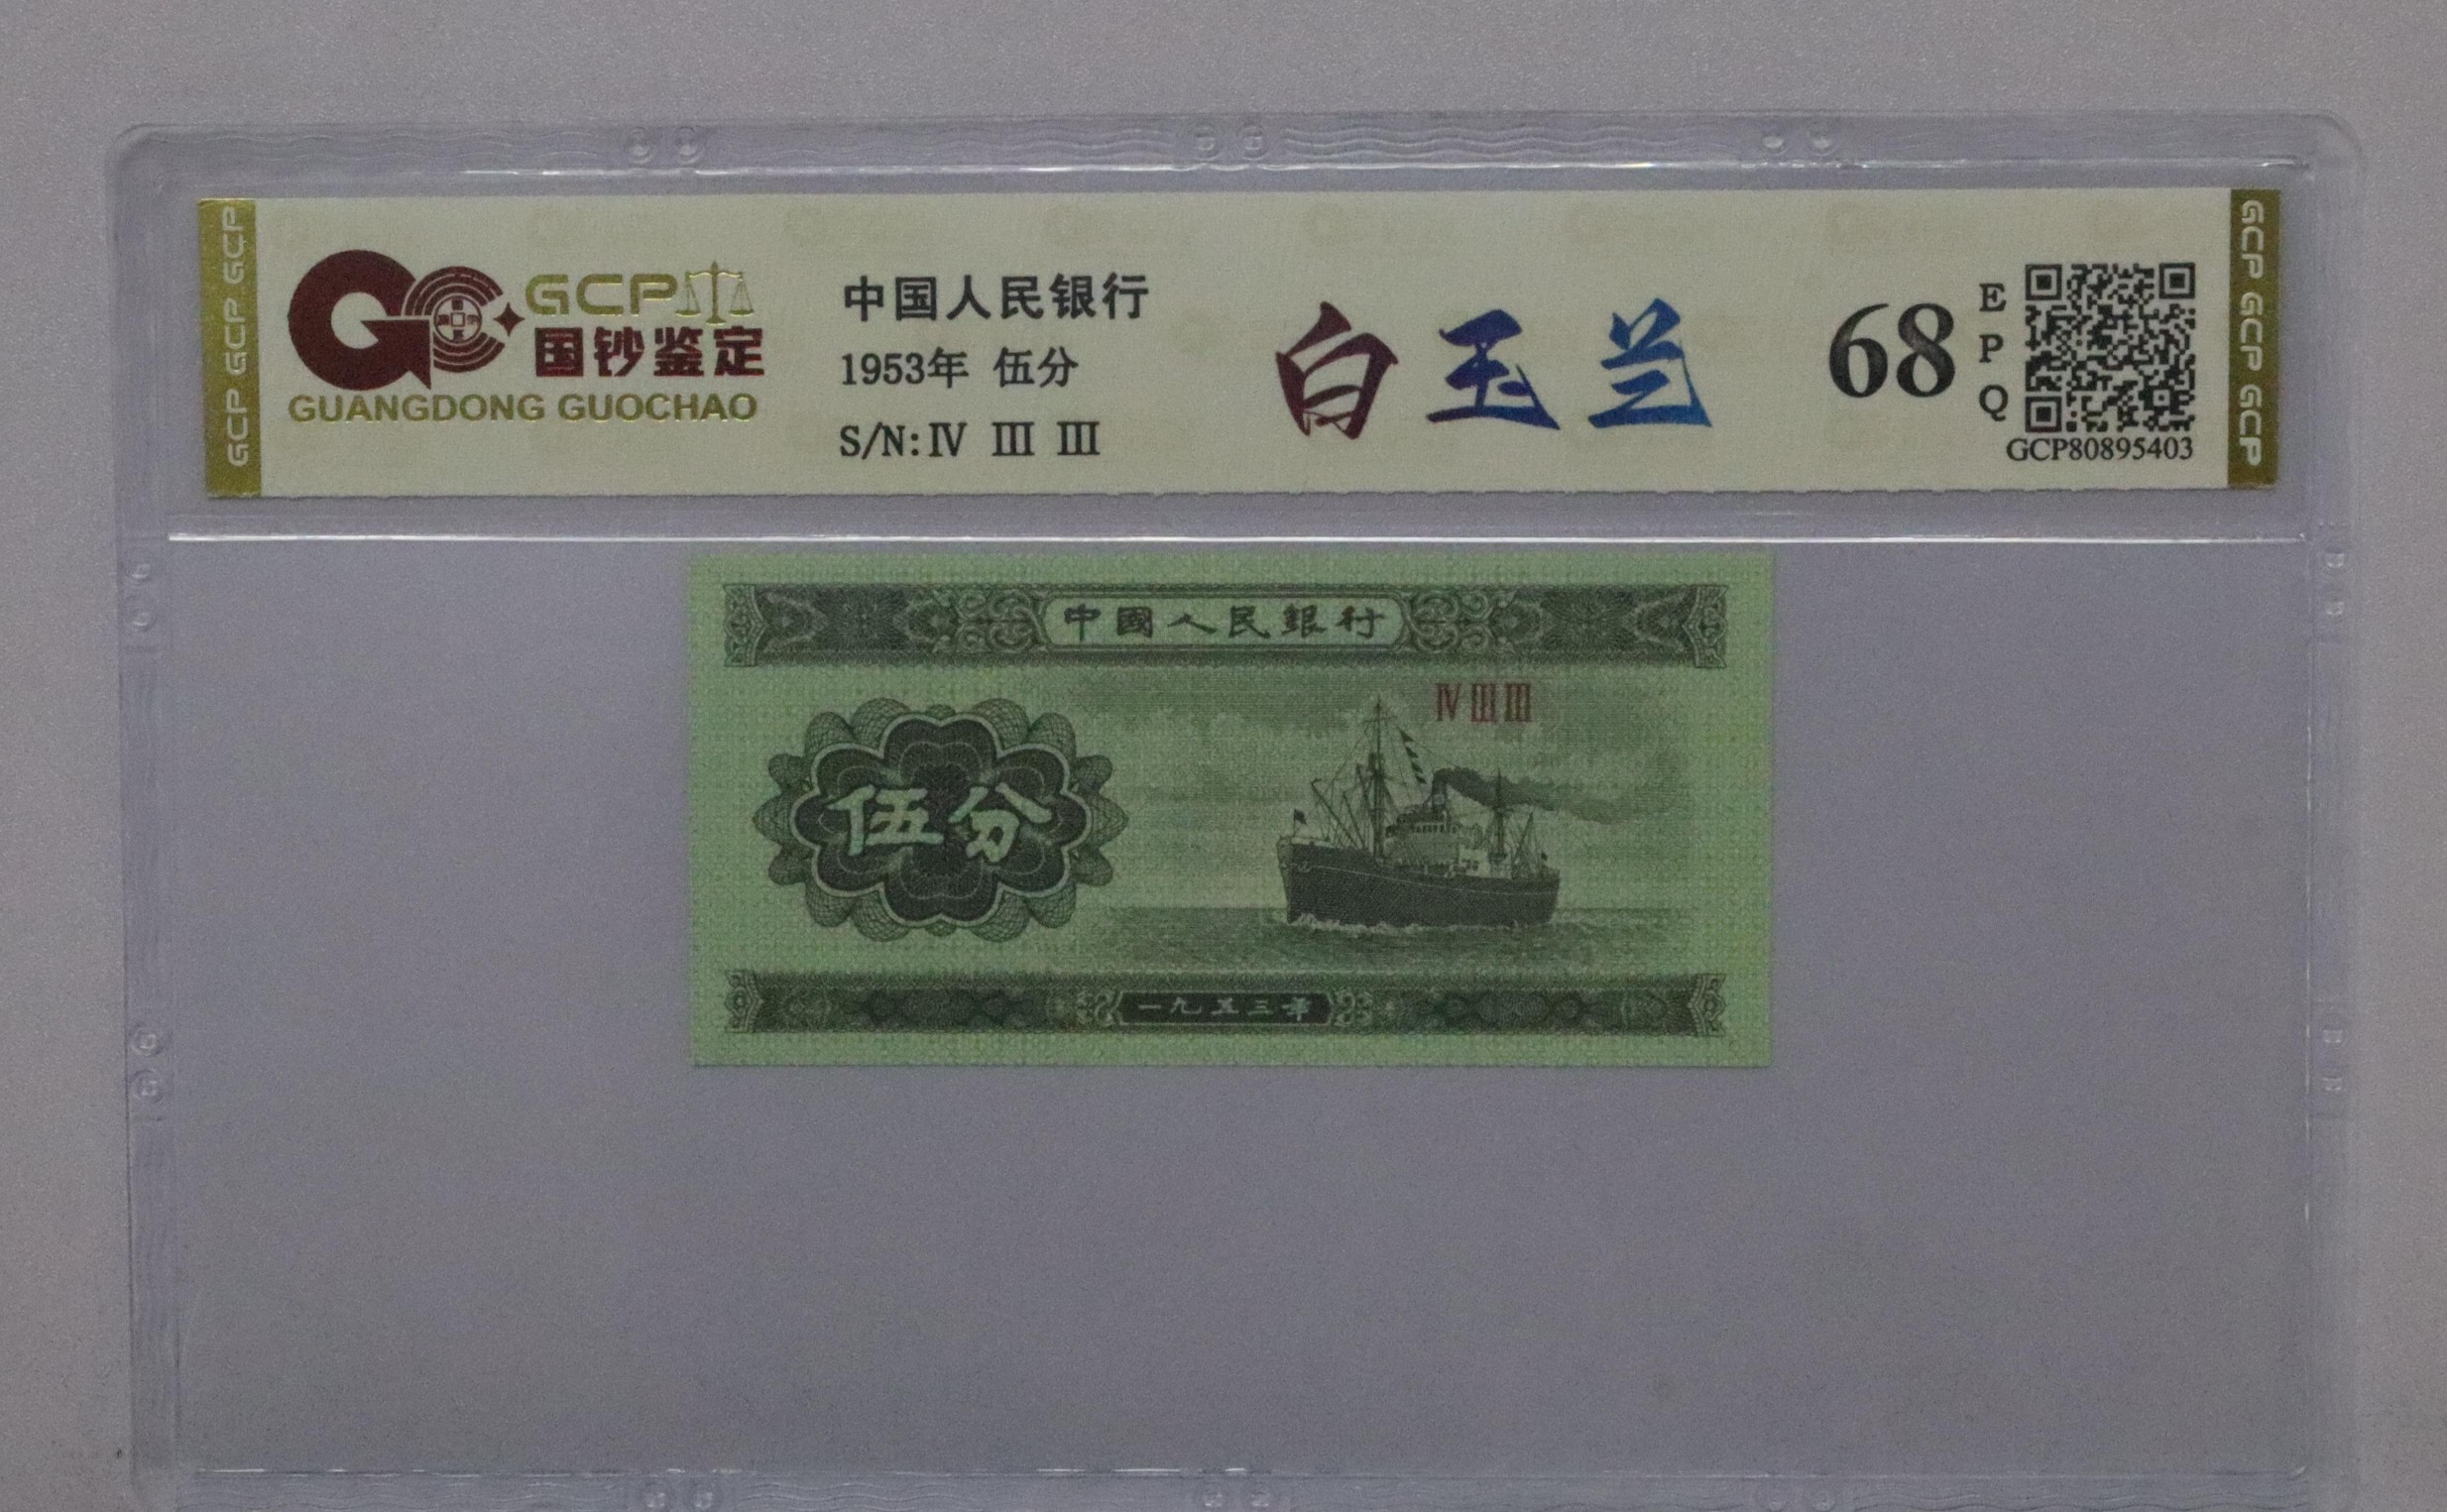 GCP GCP GCP
GCP
国钞鉴定
GUANGDONG GUOCHAO
中国人民银行
1953年 伍分
S/N:Ⅳ Ⅲ Ⅲ
白玉兰
68
E
P
Q
GCP80895403
GCP GCP GCP
中國人民銀行
Ⅳ Ⅲ Ⅲ
伍分
一九五三年